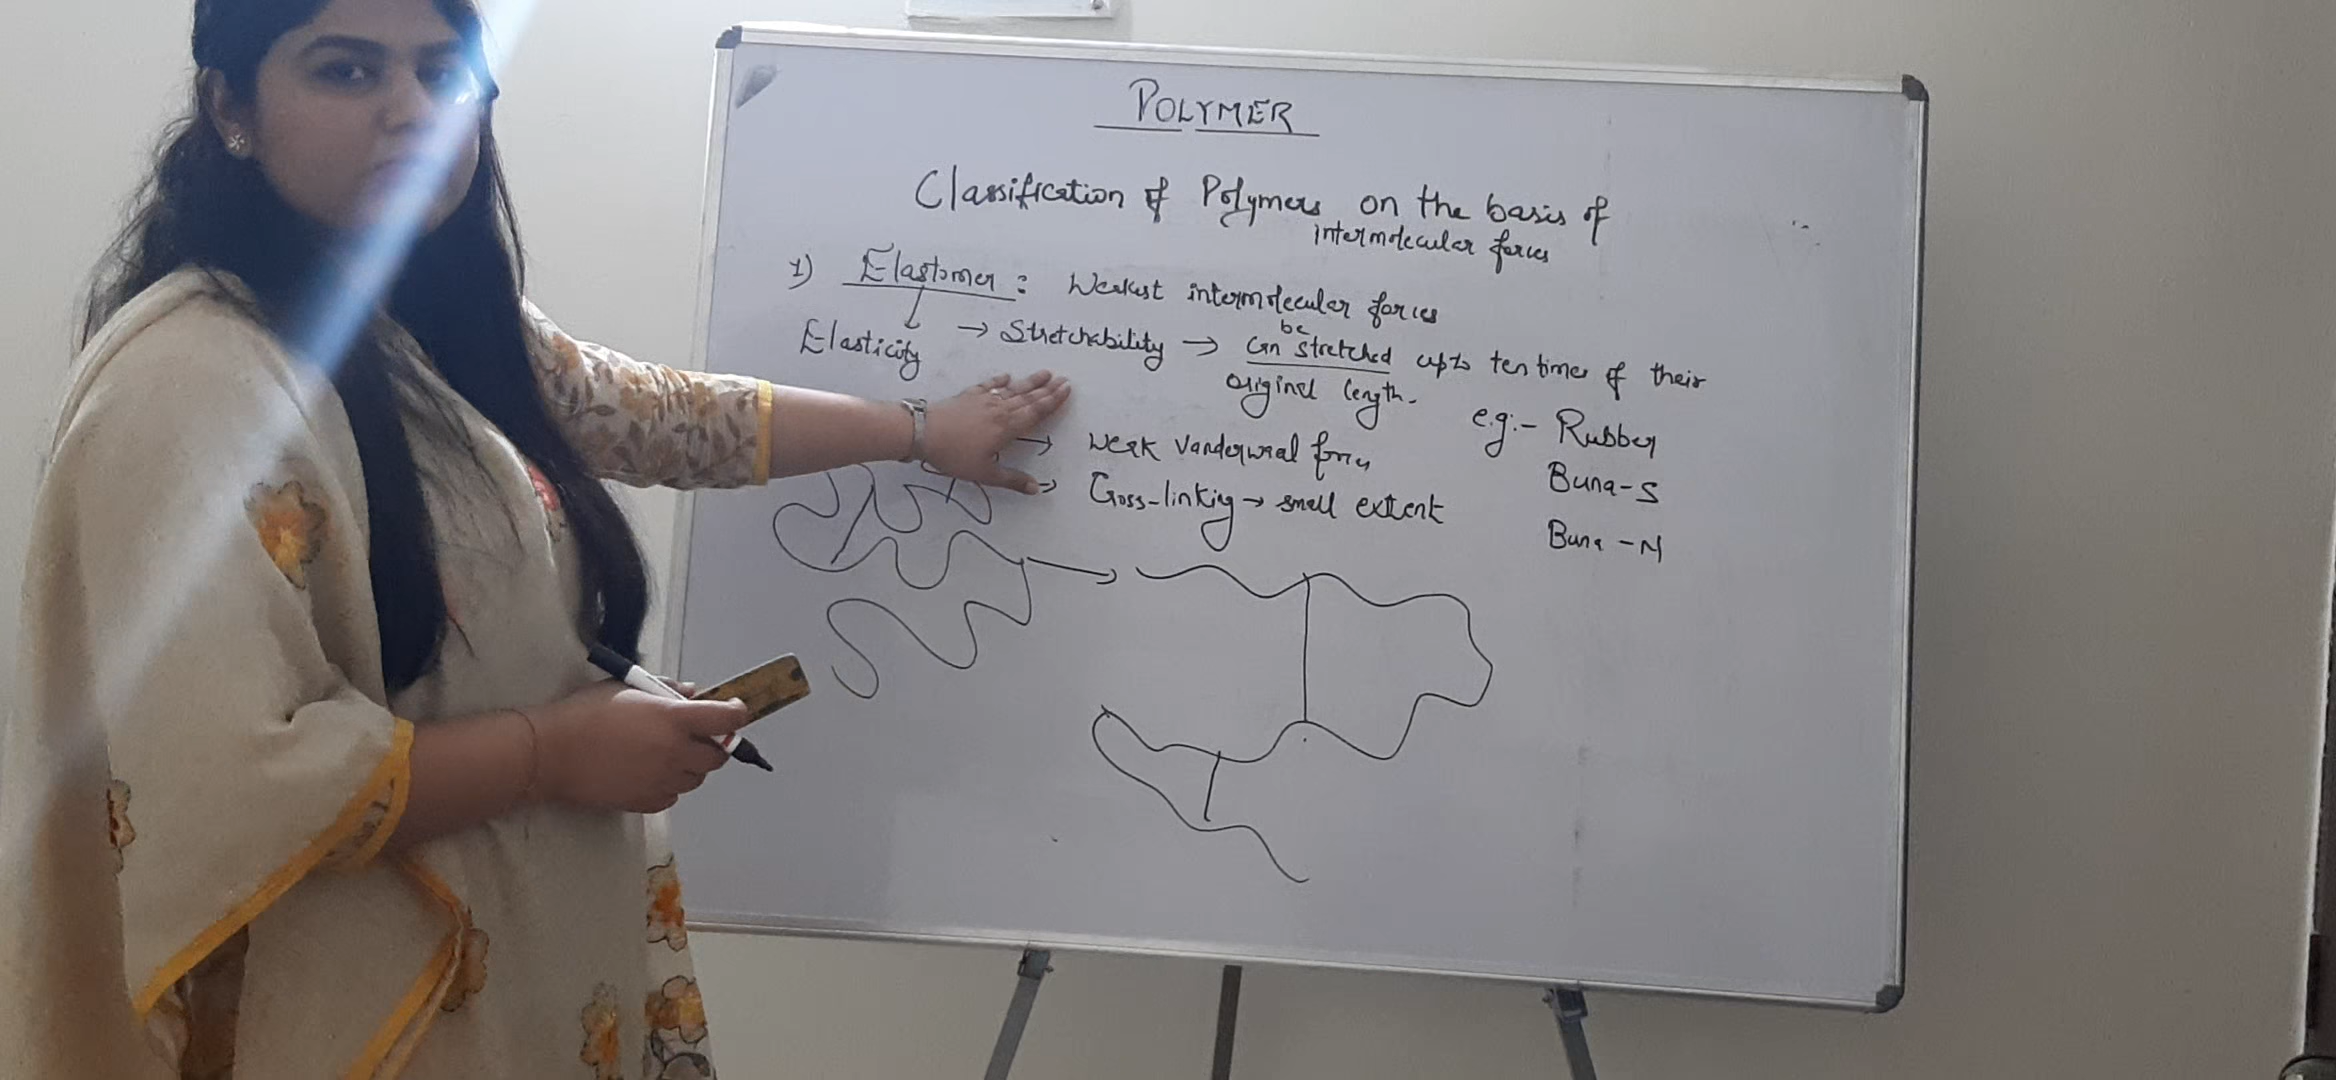 POLYMER
Classification of Polymers on the basis of
intermolecular forces
1) Elastomer : Weakest intermolecular forces
Elasticity → Stretchability → Can be stretched upto ten times of their
original length.
e.g:- Rubber
→ Weak Vanderwaal forces
Buna-S
→ Cross-linking → small extent
Buna-N